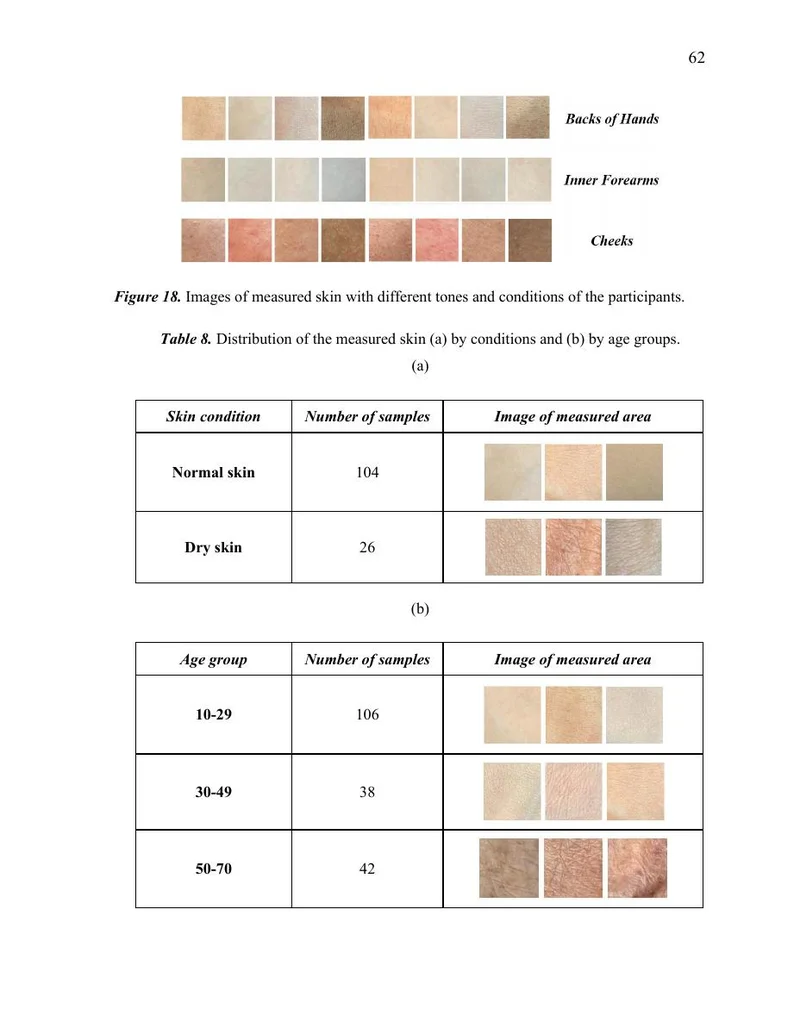 62
Backs of Hands
Inner Forearms
Cheeks
Figure 18. Images of measured skin with different tones and conditions of the participants.
Table 8. Distribution of the measured skin (a) by conditions and (b) by age groups.
(a)
Skin condition Number of samples Image of measured area
Normal skin 104
Dry skin 26
(b)
Age group Number of samples Image of measured area
10-29 106
30-49 38
50-70 42